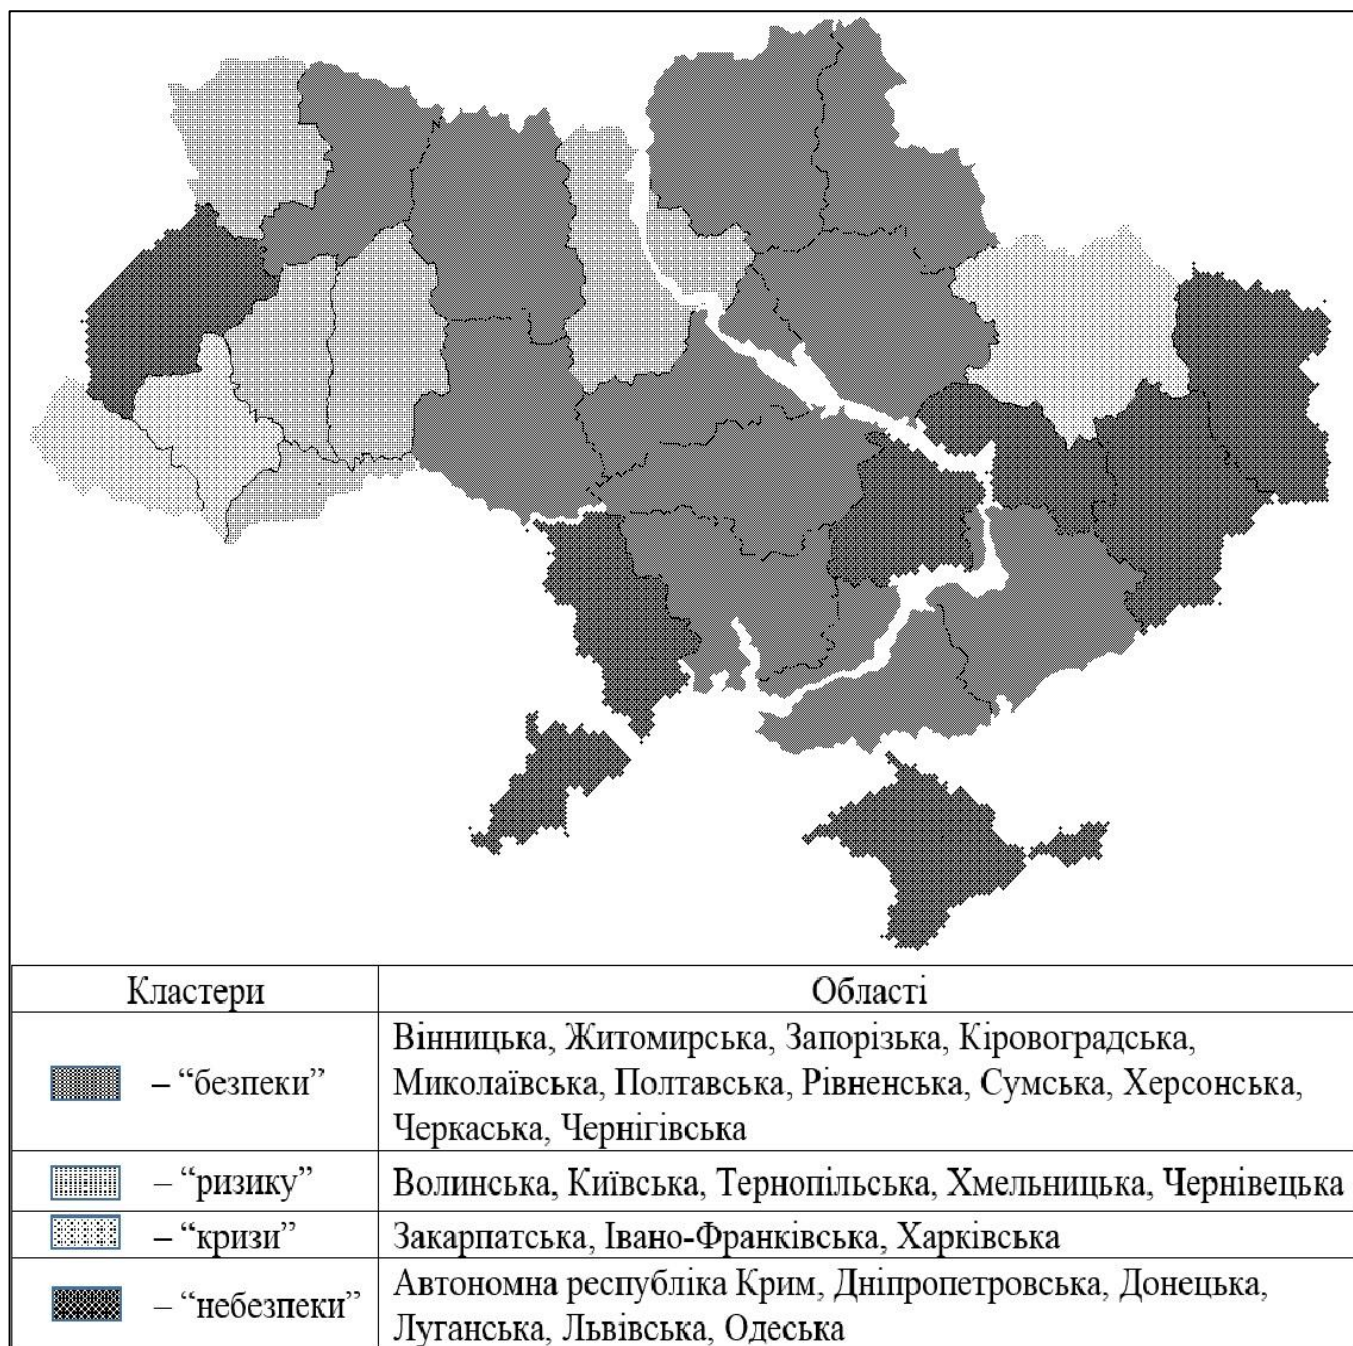 Кластери
Області
– “безпеки”
Вінницька, Житомирська, Запорізька, Кіровоградська,
Миколаївська, Полтавська, Рівненська, Сумська, Херсонська,
Черкаська, Чернігівська
– “ризику”
Волинська, Київська, Тернопільська, Хмельницька, Чернівецька
– “кризи”
Закарпатська, Івано-Франківська, Харківська
– “небезпеки”
Автономна республіка Крим, Дніпропетровська, Донецька,
Луганська, Львівська, Одеська